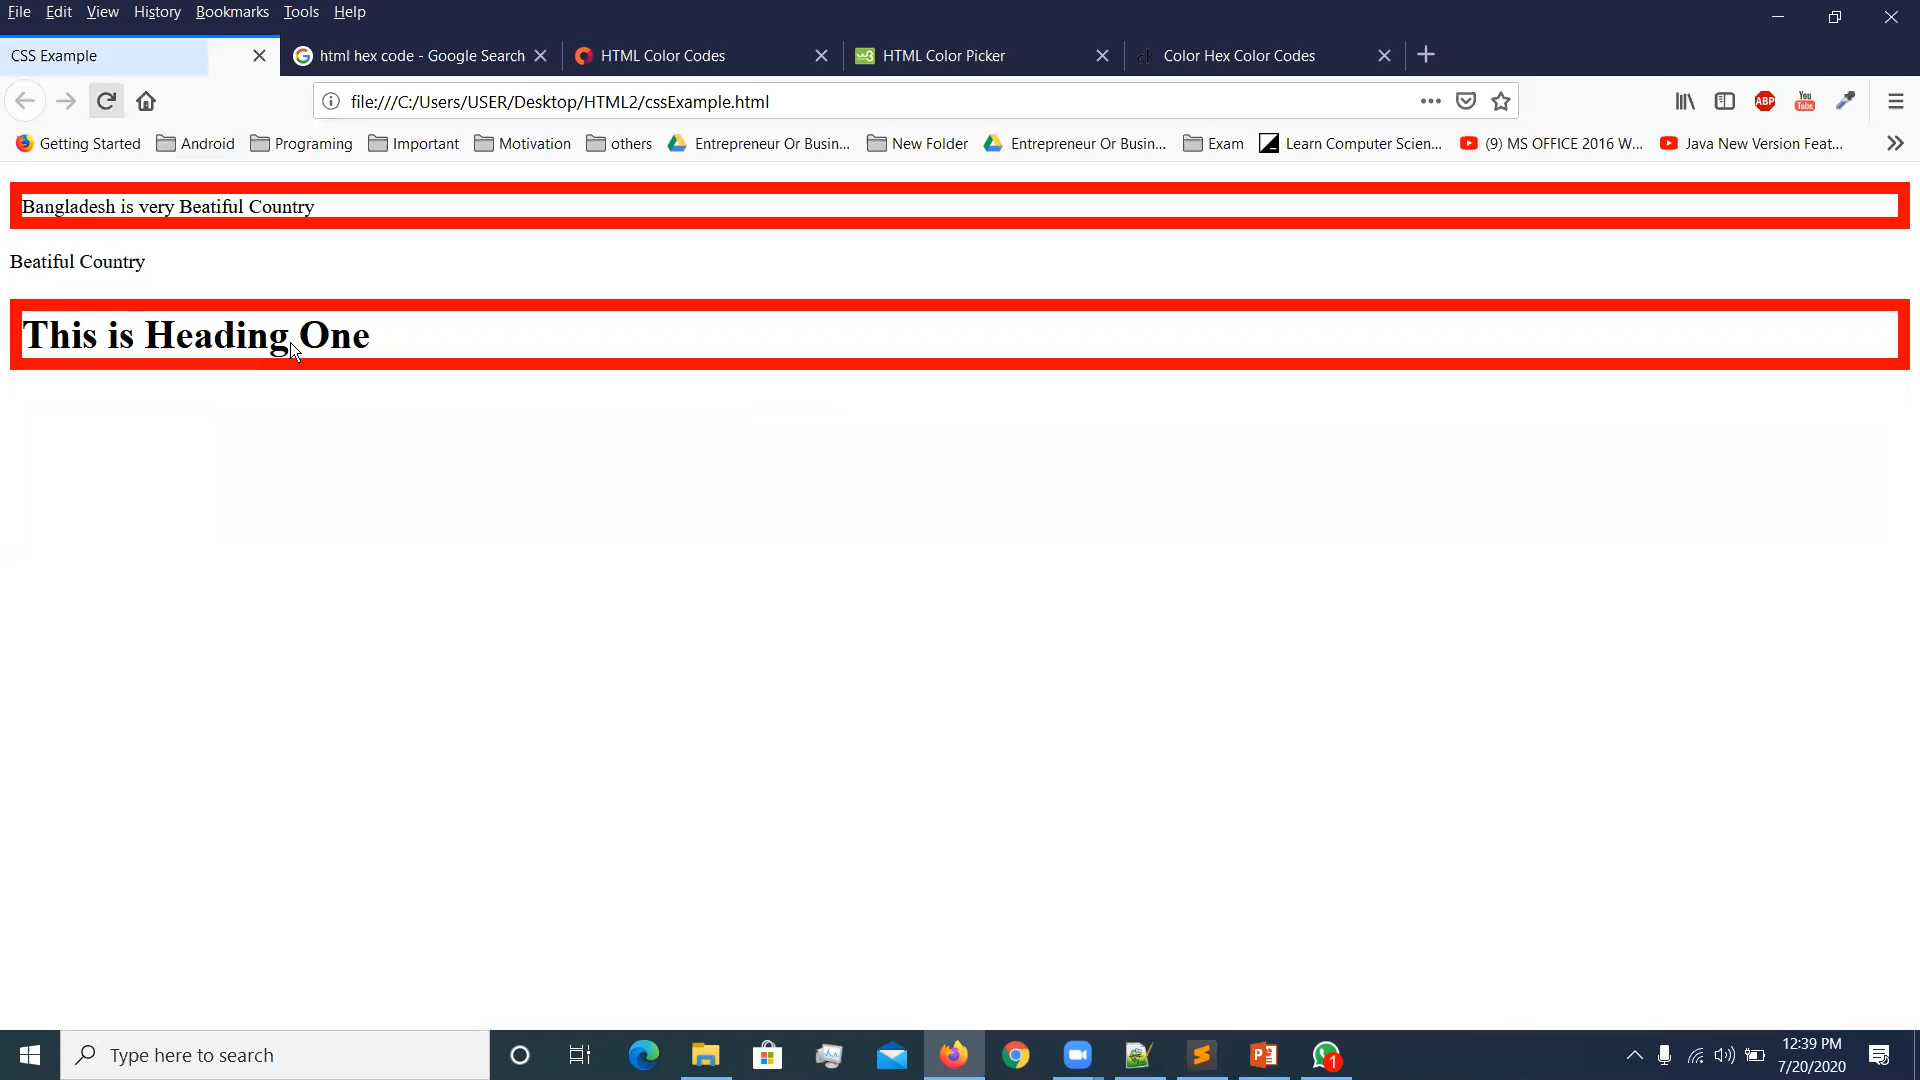 File Edit View History Bookmarks Tools Help
CSS Example html hex code - Google Search HTML Color Codes HTML Color Picker Color Hex Color Codes
file:///C:/Users/USER/Desktop/HTML2/cssExample.html
Getting Started Android Programing Important Motivation others Entrepreneur Or Busin... New Folder Entrepreneur Or Busin... Exam Learn Computer Scien... (9) MS OFFICE 2016 W... Java New Version Feat...
Bangladesh is very Beatiful Country
Beatiful Country
This is Heading One
Type here to search
12:39 PM
7/20/2020